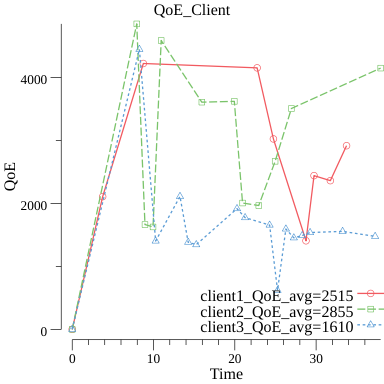 QoE_Client
QoE
4000
2000
0
client1_QoE_avg=2515
client2_QoE_avg=2855
client3_QoE_avg=1610
0 10 20 30
Time